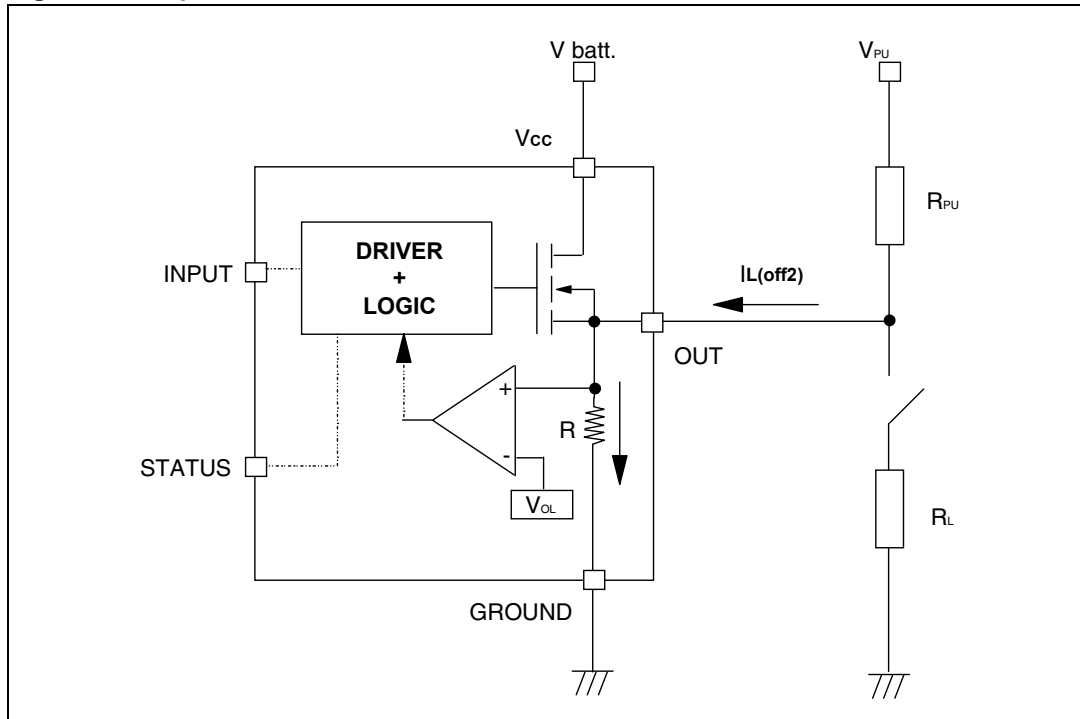 V batt.
VPU
Vcc
RPU
DRIVER
+
LOGIC
INPUT
IL(off2)
OUT
+
R
-
STATUS
VOL
RL
GROUND